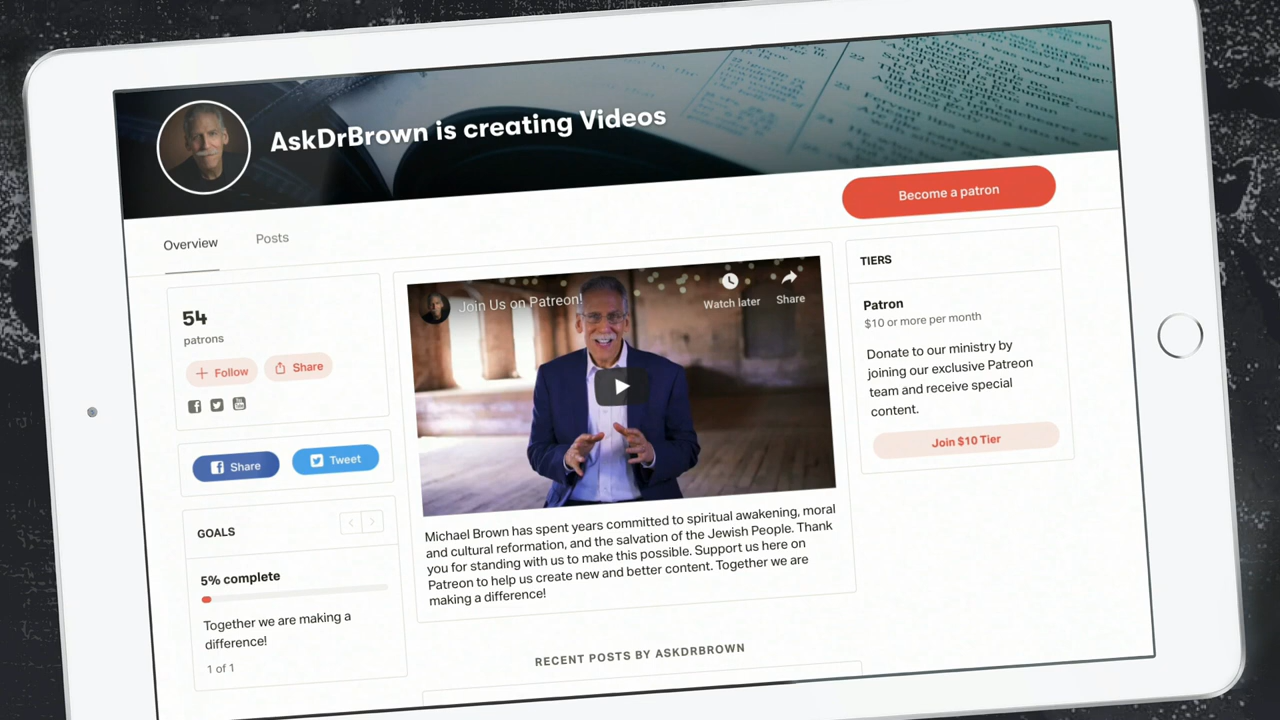 AskDrBrown is creating Videos
Become a patron
Overview
Posts
54
patrons
Follow
Share
Share
Tweet
GOALS
5% complete
Together we are making a
difference!
1 of 1
Join Us on Patreon!
Watch later
Share
Michael Brown has spent years committed to spiritual awakening, moral
and cultural reformation, and the salvation of the Jewish People. Thank
you for standing with us to make this possible. Support us here on
Patreon to help us create new and better content. Together we are
making a difference!
RECENT POSTS BY ASKDRBROWN
TIERS
Patron
$10 or more per month
Donate to our ministry by
joining our exclusive Patreon
team and receive special
content.
Join $10 Tier